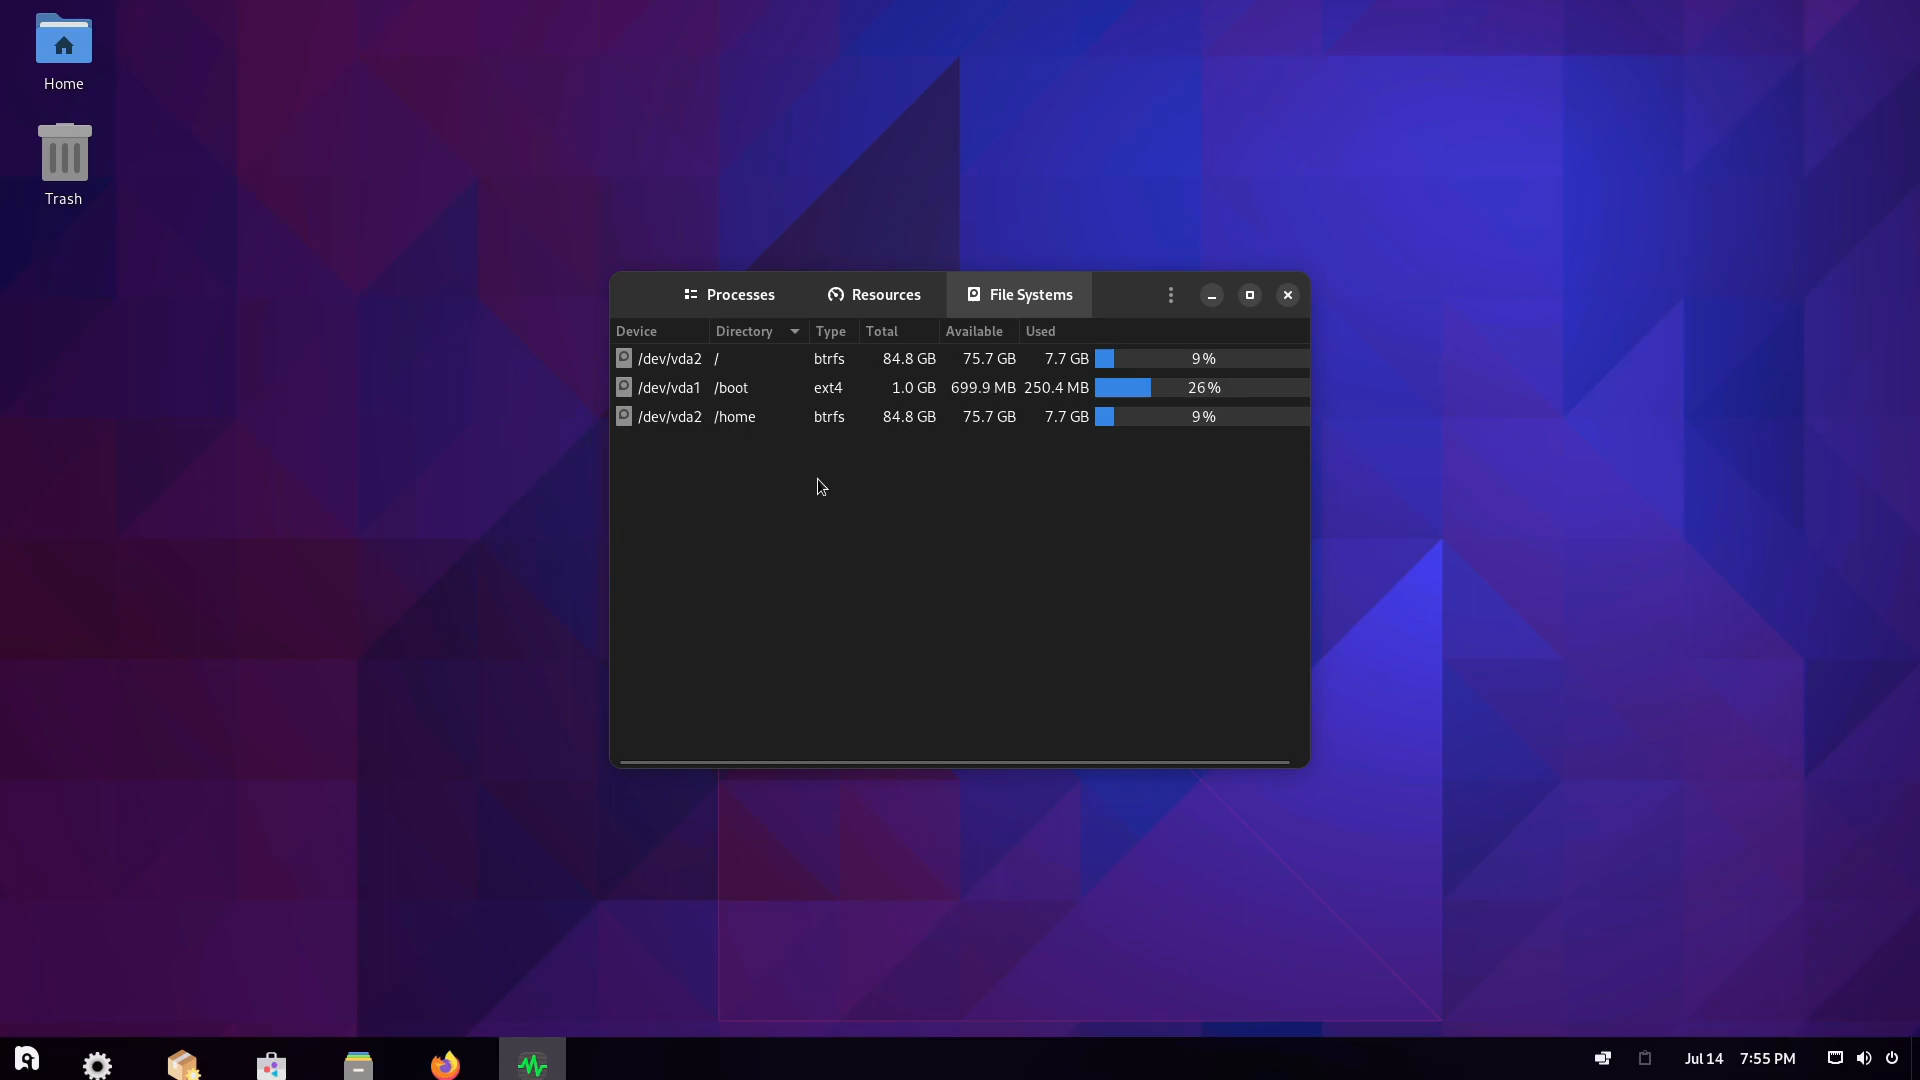 Home
Trash
Processes Resources File Systems
Device Directory Type Total Available Used
/dev/vda2 / btrfs 84.8 GB 75.7 GB 7.7 GB 9%
/dev/vda1 /boot ext4 1.0 GB 699.9 MB 250.4 MB 26%
/dev/vda2 /home btrfs 84.8 GB 75.7 GB 7.7 GB 9%
Jul 14 7:55 PM